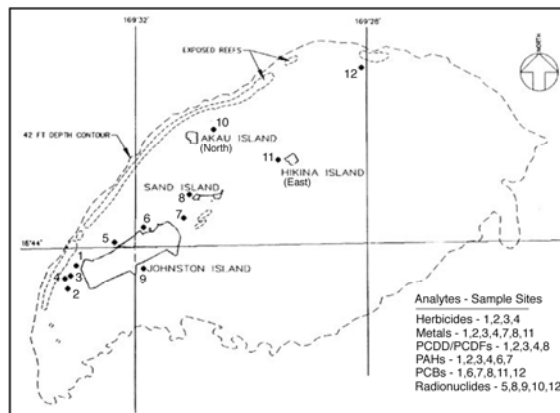 169°32'
169°28'
NORTH
EXPOSED REEFS
12
42 FT DEPTH CONTOUR
10
AKAU ISLAND
(North)
11
HIKINA ISLAND
(East)
SAND ISLAND
8
7
6
5
16°44'
1
4
3
2
JOHNSTON ISLAND
9
Analytes - Sample Sites
Herbicides - 1,2,3,4
Metals - 1,2,3,4,7,8,11
PCDD/PCDFs - 1,2,3,4,8
PAHs - 1,2,3,4,6,7
PCBs - 1,6,7,8,11,12
Radionuclides - 5,8,9,10,12